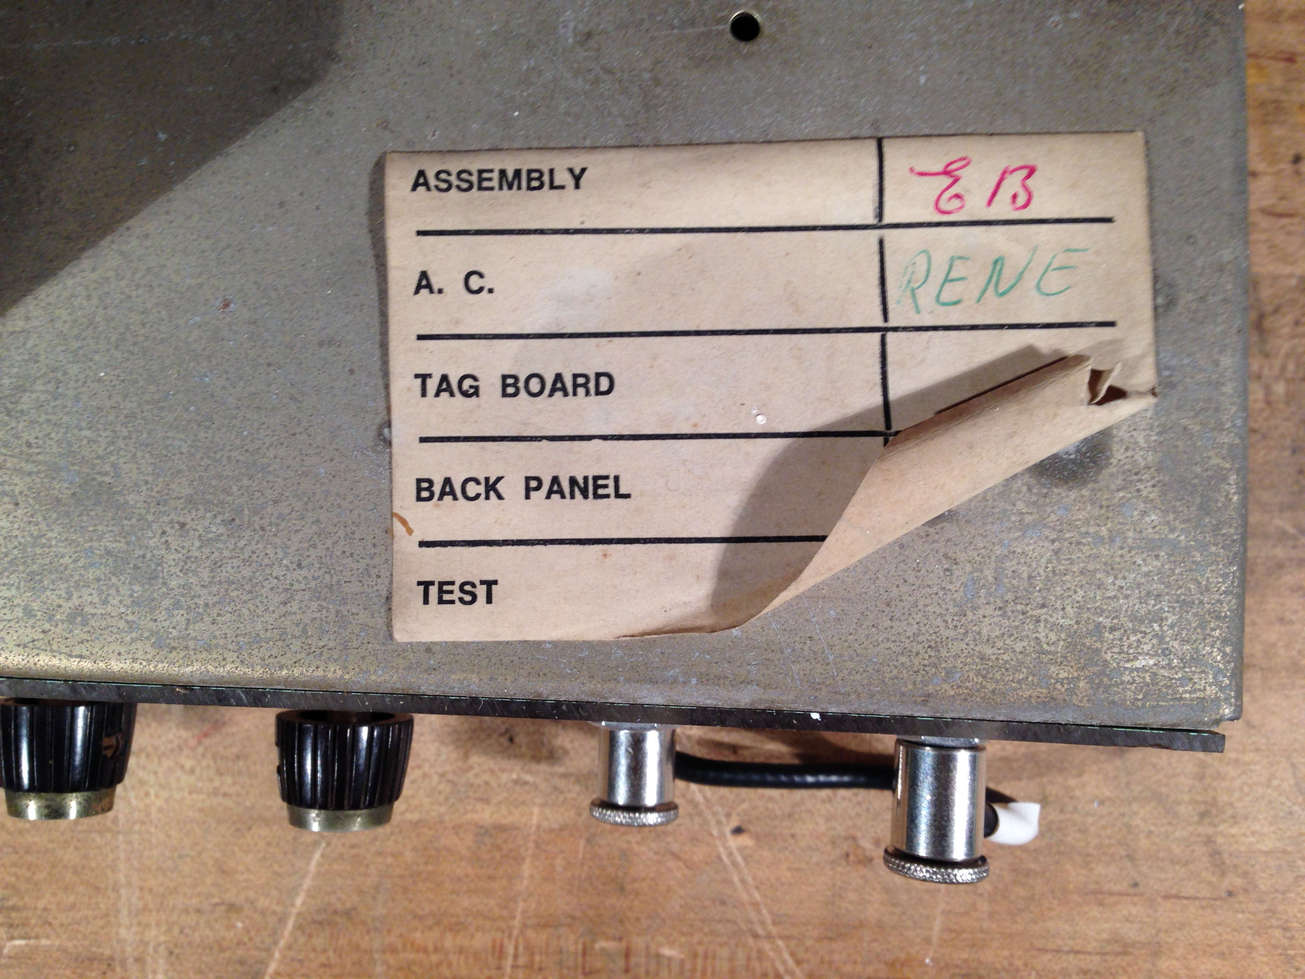 ASSEMBLY EB
A. C. RENE
TAG BOARD
BACK PANEL
TEST